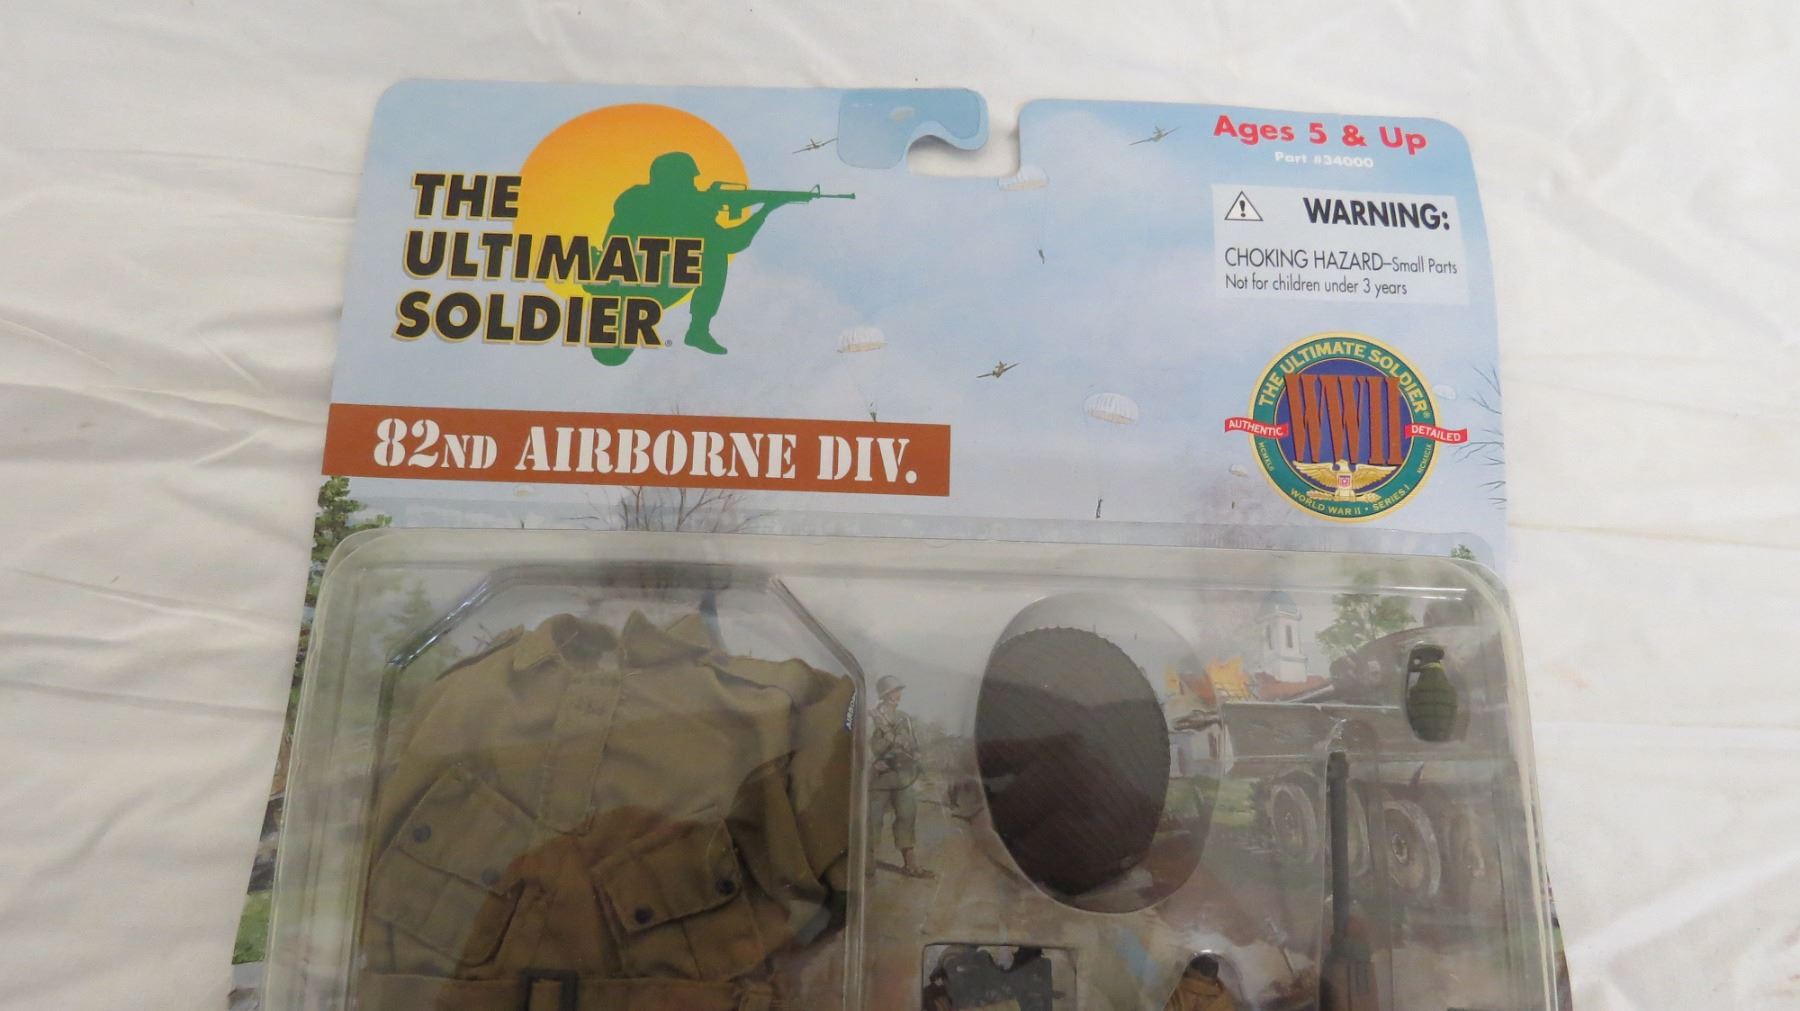 THE
ULTIMATE
SOLDIER®
82ND AIRBORNE DIV.
Ages 5 & Up
Part #34000
WARNING:
CHOKING HAZARD–Small Parts
Not for children under 3 years
THE ULTIMATE SOLDIER®
WWII
AUTHENTIC
DETAILED
WORLD WAR II • SERIES I